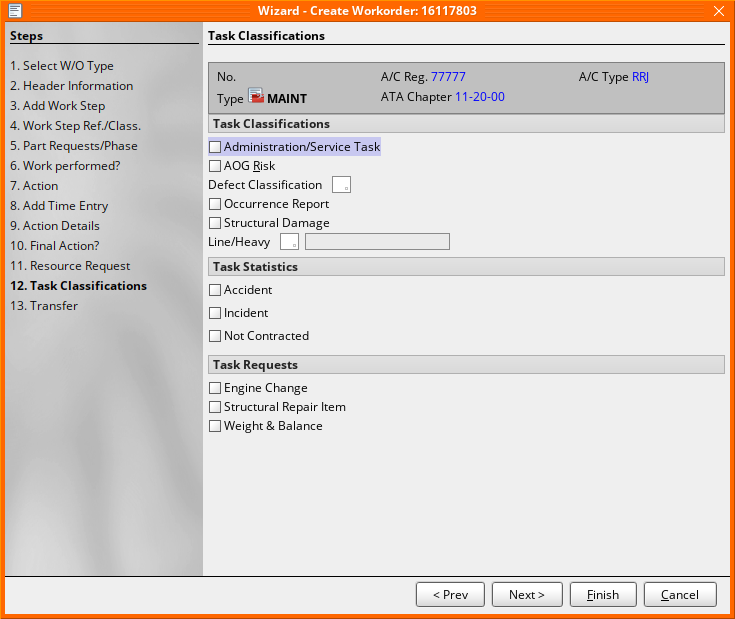 Wizard - Create Workorder: 16117803
Steps
1. Select W/O Type
2. Header Information
3. Add Work Step
4. Work Step Ref./Class.
5. Part Requests/Phase
6. Work performed?
7. Action
8. Add Time Entry
9. Action Details
10. Final Action?
11. Resource Request
12. Task Classifications
13. Transfer
Task Classifications
No. A/C Reg. 77777 A/C Type RRJ
Type MAINT ATA Chapter 11-20-00
Task Classifications
Administration/Service Task
AOG Risk
Defect Classification
Occurrence Report
Structural Damage
Line/Heavy
Task Statistics
Accident
Incident
Not Contracted
Task Requests
Engine Change
Structural Repair Item
Weight & Balance
< Prev Next > Finish Cancel